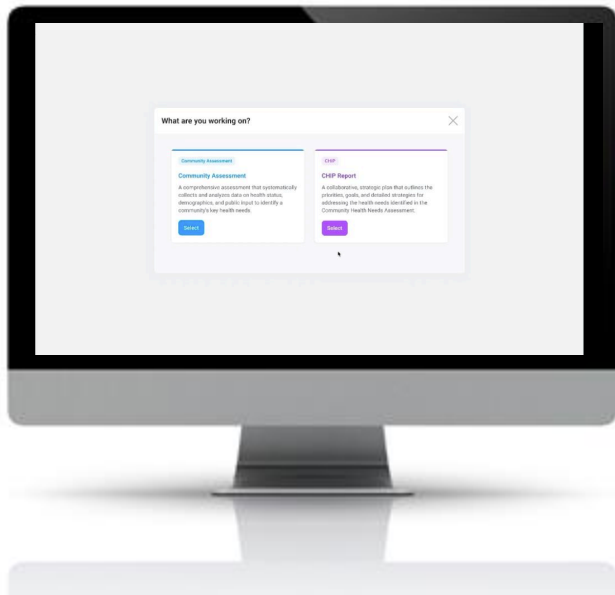 What are you working on?
Community Assessment
Community Assessment
A comprehensive assessment that systematically
collects and analyzes data on health status,
demographics, and public input to identify a
community's key health needs.
Select
CHIP
CHIP Report
A collaborative, strategic plan that outlines the
priorities, goals, and detailed strategies for
addressing the health needs identified in the
Community Health Needs Assessment.
Select